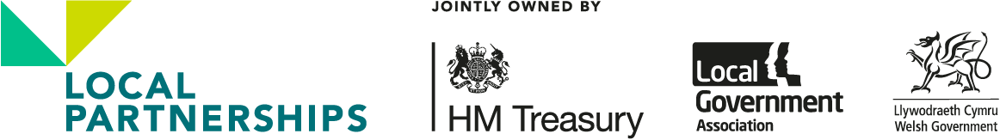 JOINTLY OWNED BY
LOCAL
PARTNERSHIPS
HM Treasury
Local
Government
Association
Llywodraeth Cymru
Welsh Government